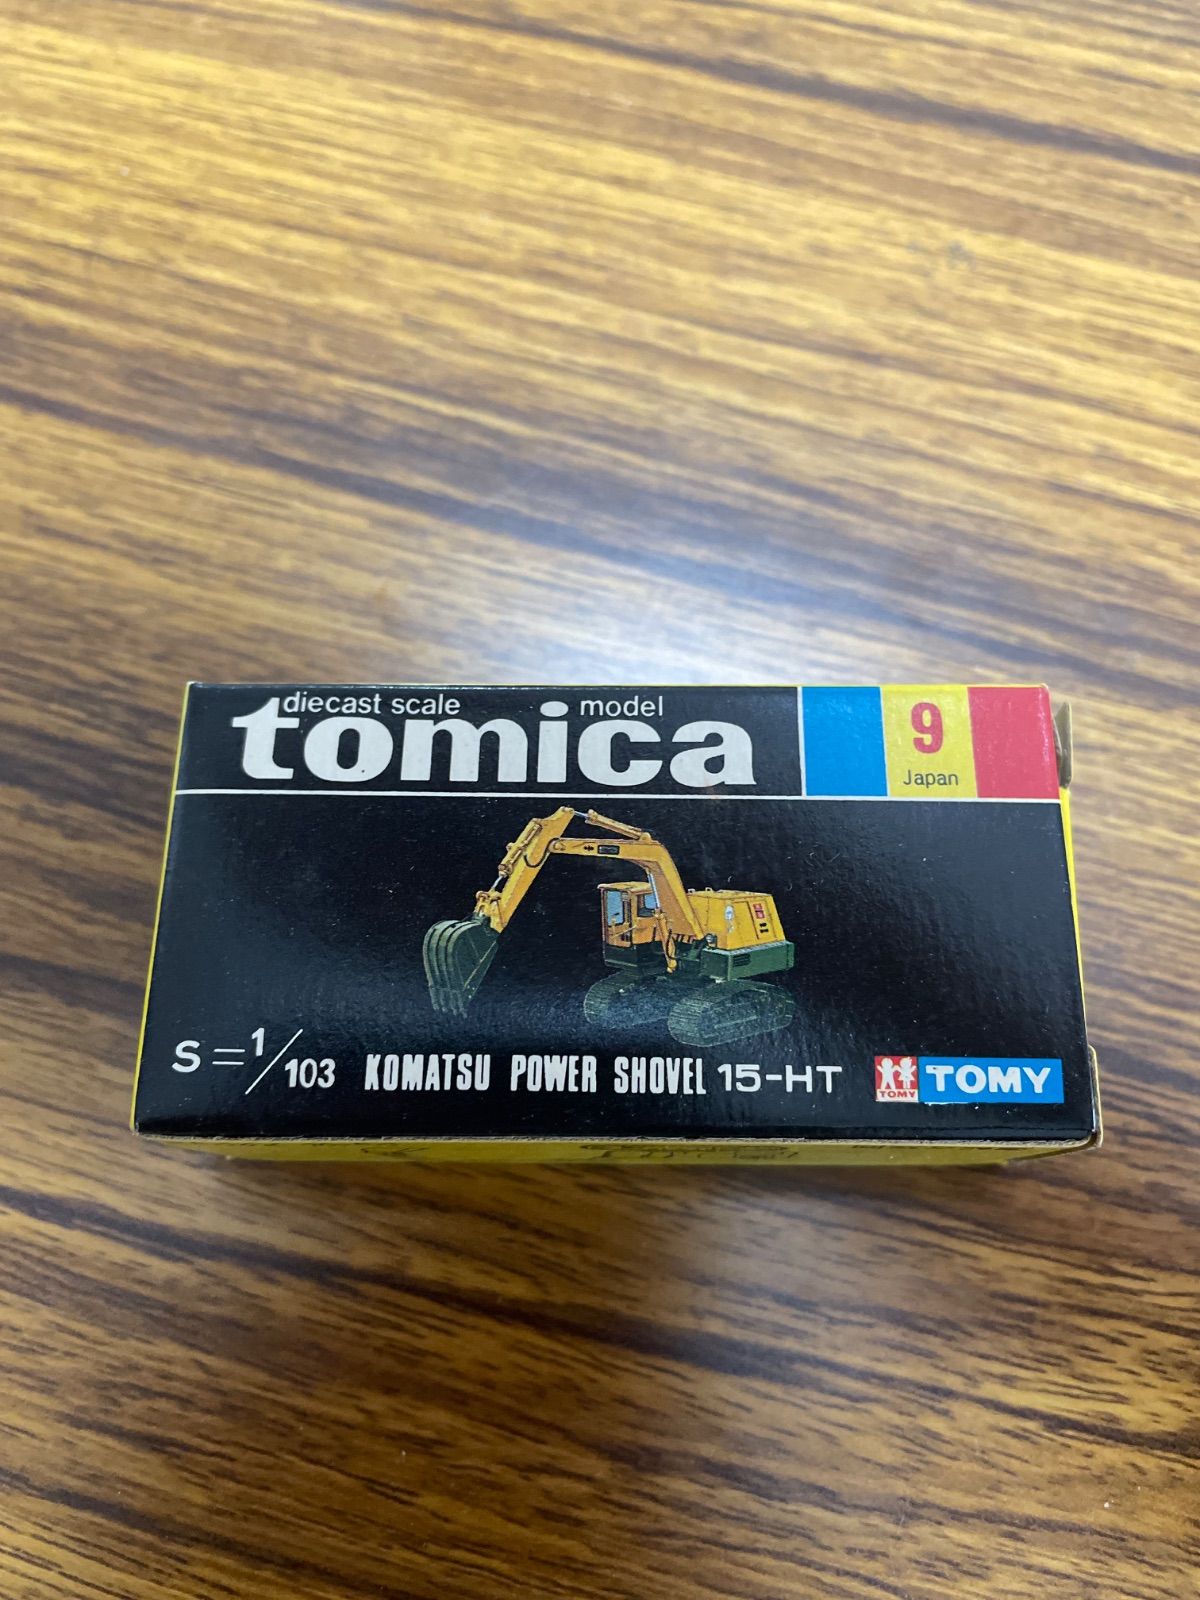 diecast scale model
tomica
9
Japan
S=1/103 KOMATSU POWER SHOVEL 15-HT
TOMY
TOMY